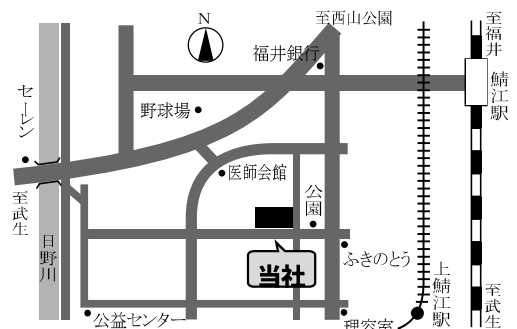 N
至西山公園
至福井
福井銀行
鯖江駅
セーレン
野球場
医師会館
公園
至武生
日野川
当社
ふきのとう
上鯖江駅
至武生
公益センター
理容室